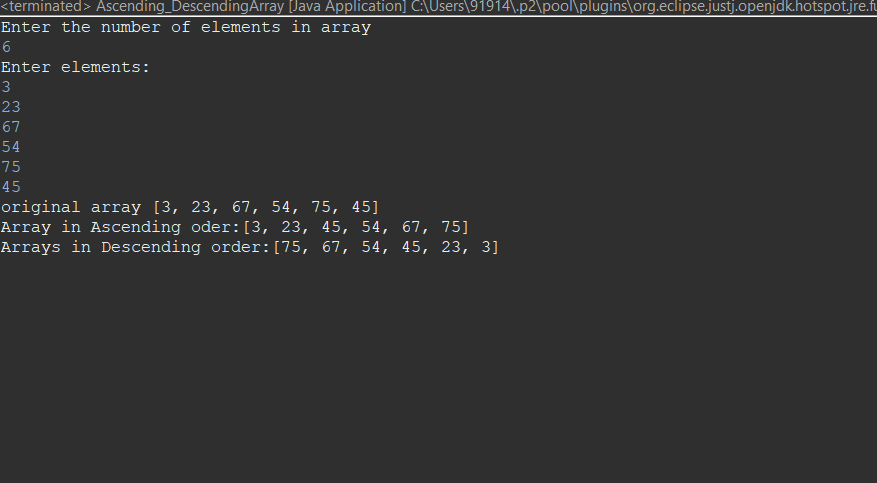 <terminated> Ascending_DescendingArray [Java Application] C:\Users\91914\.p2\pool\plugins\org.eclipse.justj.openjdk.hotspot.jre.fu
Enter the number of elements in array
6
Enter elements:
3
23
67
54
75
45
original array [3, 23, 67, 54, 75, 45]
Array in Ascending oder:[3, 23, 45, 54, 67, 75]
Arrays in Descending order:[75, 67, 54, 45, 23, 3]